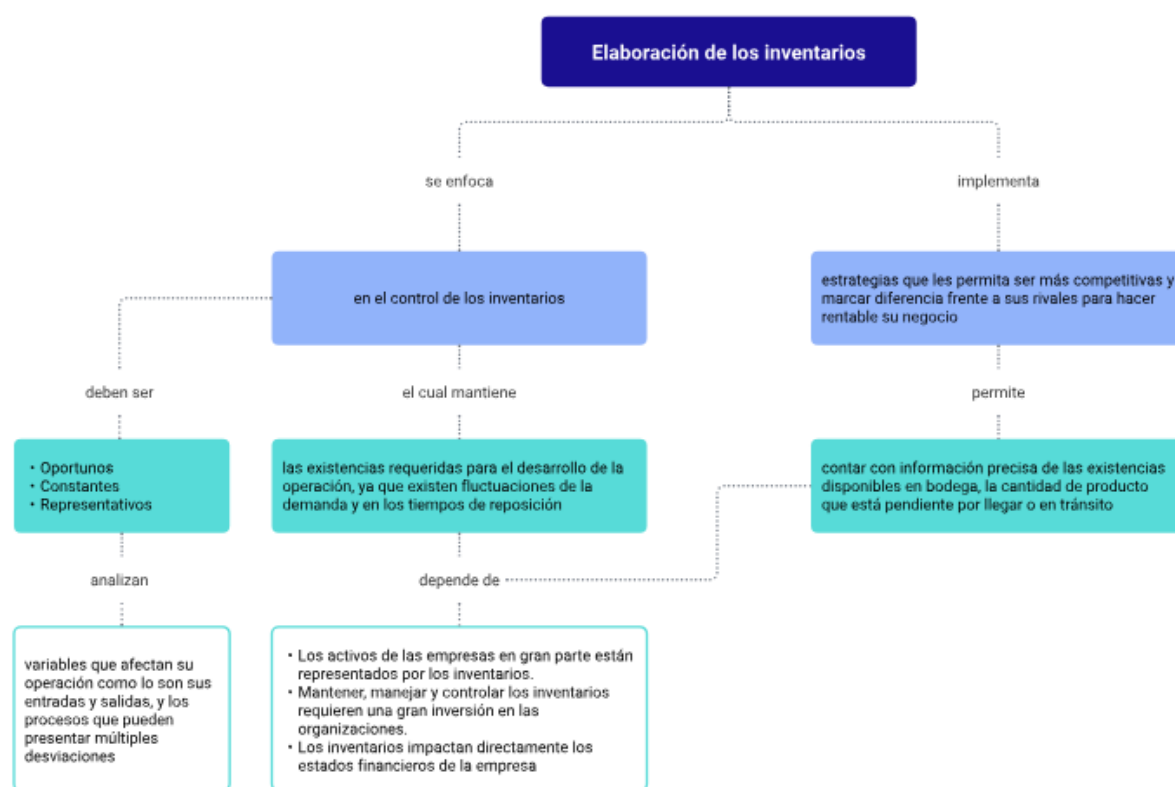 Elaboración de los inventarios
se enfoca
implementa
en el control de los inventarios
estrategias que les permita ser más competitivas y
marcar diferencia frente a sus rivales para hacer
rentable su negocio
deben ser
el cual mantiene
permite
• Oportunos
• Constantes
• Representativos
las existencias requeridas para el desarrollo de la
operación, ya que existen fluctuaciones de la
demanda y en los tiempos de reposición
contar con información precisa de las existencias
disponibles en bodega, la cantidad de producto
que está pendiente por llegar o en tránsito
analizan
depende de
variables que afectan su
operación como lo son sus
entradas y salidas, y los
procesos que pueden
presentar múltiples
desviaciones
• Los activos de las empresas en gran parte están
representados por los inventarios.
• Mantener, manejar y controlar los inventarios
requieren una gran inversión en las
organizaciones.
• Los inventarios impactan directamente los
estados financieros de la empresa